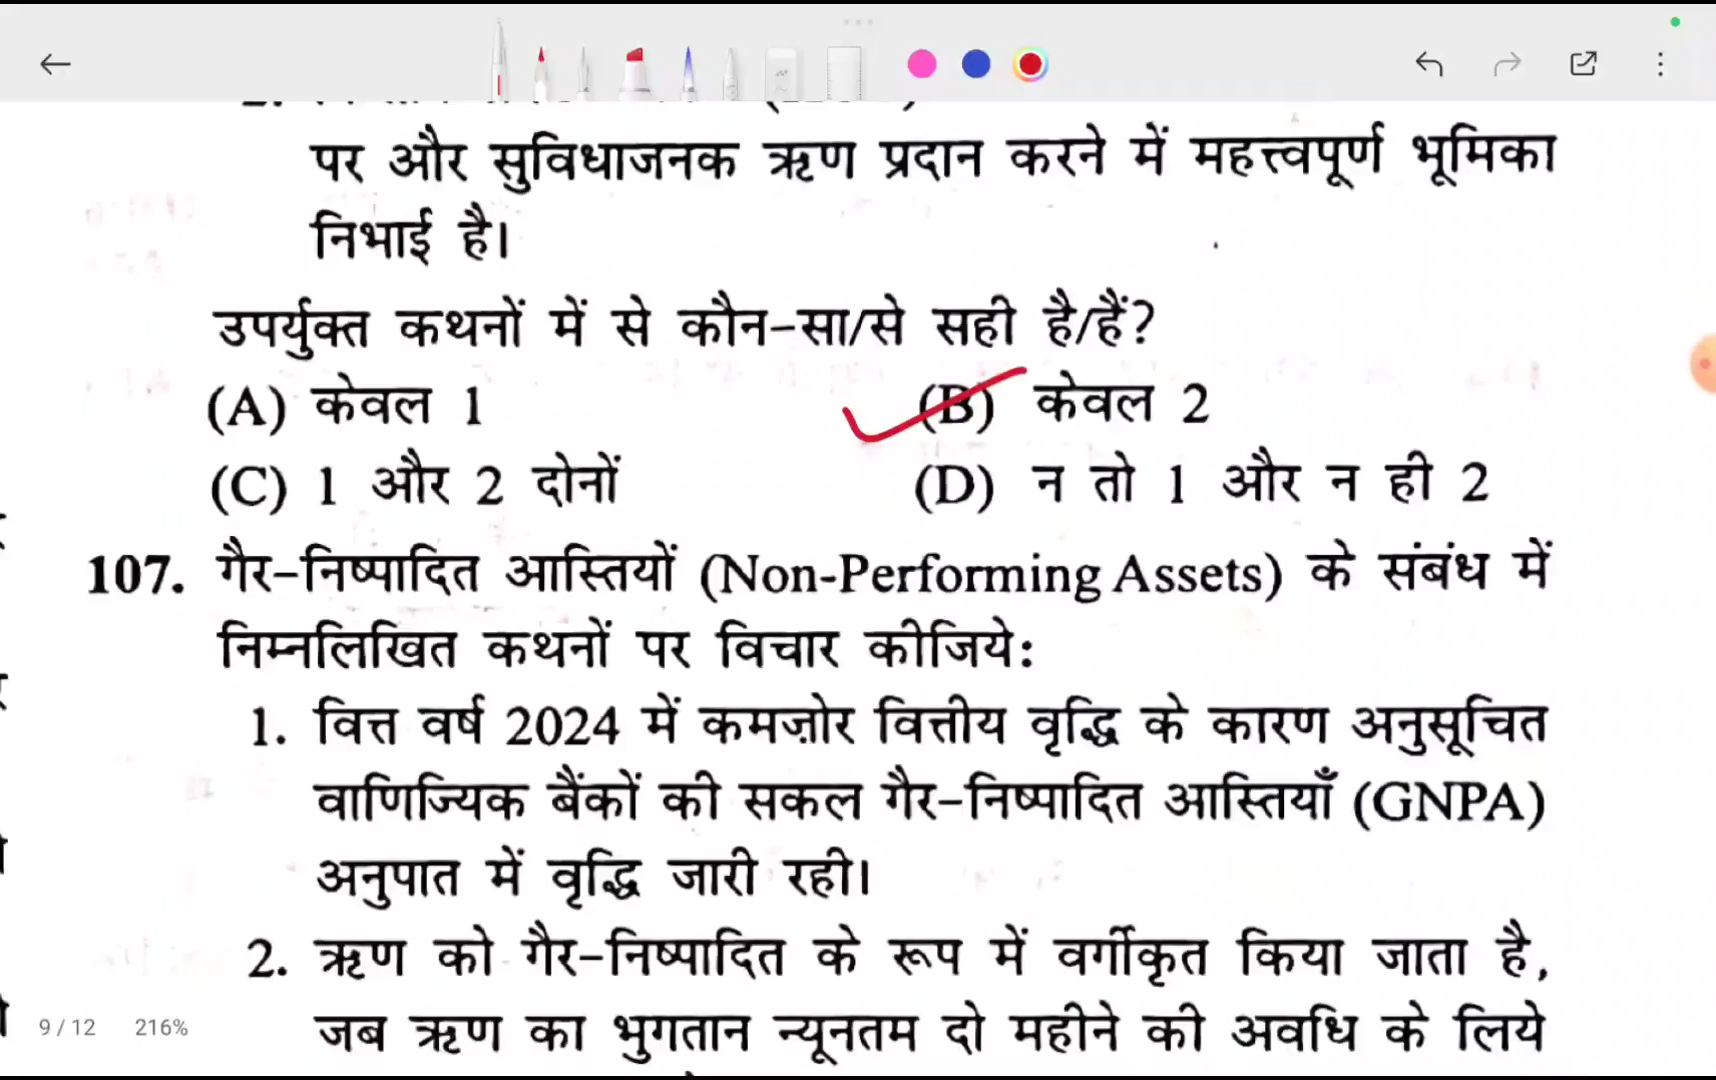 पर और सुविधाजनक ऋण प्रदान करने में महत्त्वपूर्ण भूमिका
निभाई है।
उपर्युक्त कथनों में से कौन-सा/से सही है/हैं?
(A) केवल 1 (B) केवल 2
(C) 1 और 2 दोनों (D) न तो 1 और न ही 2
107. गैर-निष्पादित आस्तियों (Non-Performing Assets) के संबंध में
निम्नलिखित कथनों पर विचार कीजिये:
1. वित्त वर्ष 2024 में कमज़ोर वित्तीय वृद्धि के कारण अनुसूचित
वाणिज्यिक बैंकों की सकल गैर-निष्पादित आस्तियाँ (GNPA)
अनुपात में वृद्धि जारी रही।
2. ऋण को गैर-निष्पादित के रूप में वर्गीकृत किया जाता है,
जब ऋण का भुगतान न्यूनतम दो महीने की अवधि के लिये
9 / 12 216%